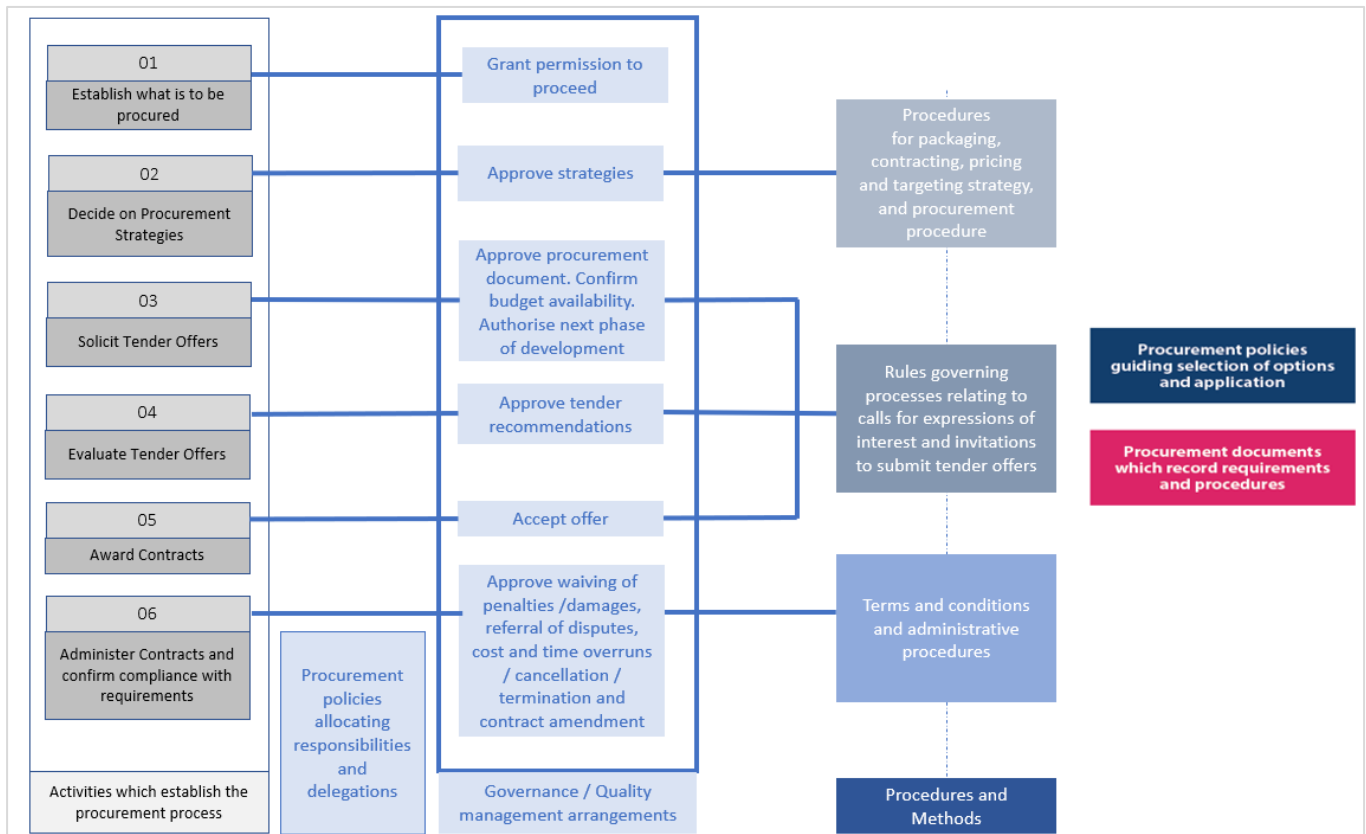 01
Establish what is to be
procured
02
Decide on Procurement
Strategies
03
Solicit Tender Offers
04
Evaluate Tender Offers
05
Award Contracts
06
Administer Contracts and
confirm compliance with
requirements
Activities which establish the
procurement process
Procurement
policies
allocating
responsibilities
and
delegations
Grant permission to
proceed
Approve strategies
Approve procurement
document. Confirm
budget availability.
Authorise next phase
of development
Approve tender
recommendations
Accept offer
Approve waiving of
penalties /damages,
referral of disputes,
cost and time overruns
/ cancellation /
termination and
contract amendment
Governance / Quality
management arrangements
Procedures
for packaging,
contracting, pricing
and targeting strategy,
and procurement
procedure
Rules governing
processes relating to
calls for expressions of
interest and invitations
to submit tender offers
Terms and conditions
and administrative
procedures
Procedures and
Methods
Procurement policies
guiding selection of options
and application
Procurement documents
which record requirements
and procedures